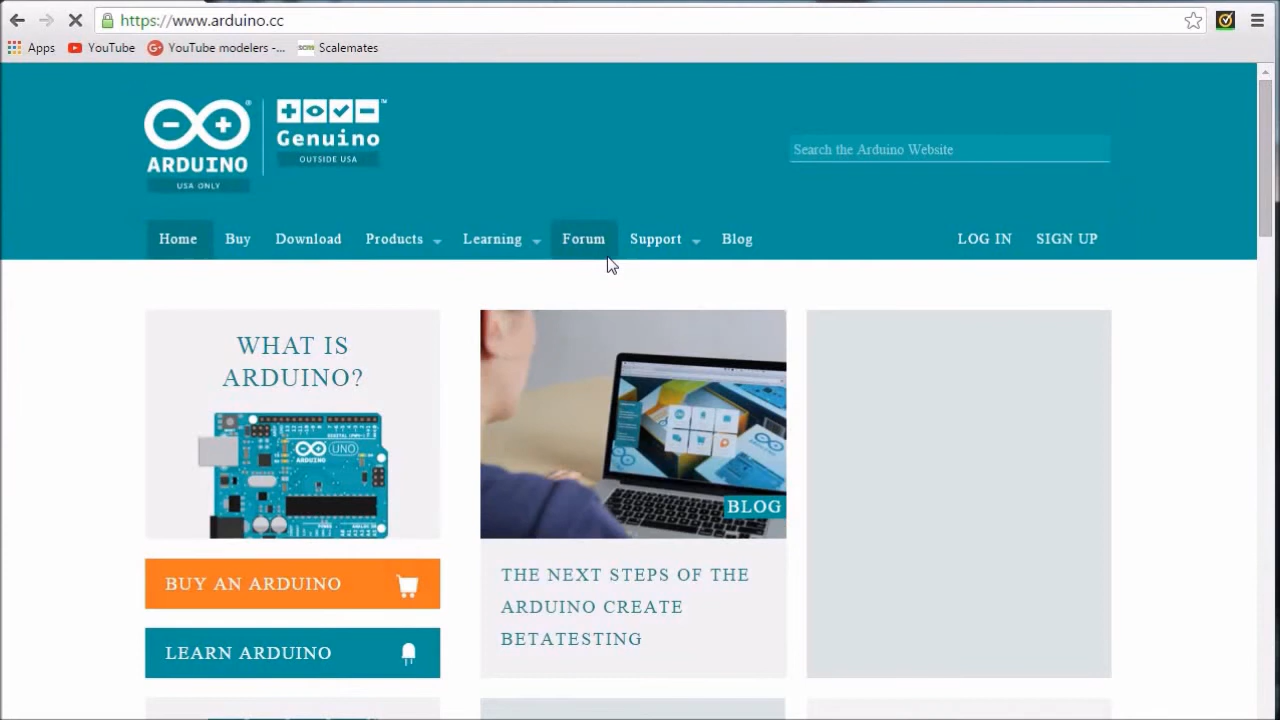 https://www.arduino.cc
Apps
YouTube
YouTube modelers -...
Scalemates
ARDUINO
USA ONLY
Genuino
OUTSIDE USA
Search the Arduino Website
Home
Buy
Download
Products
Learning
Forum
Support
Blog
LOG IN
SIGN UP
WHAT IS
ARDUINO?
ARDUINO
UNO
BUY AN ARDUINO
LEARN ARDUINO
BLOG
THE NEXT STEPS OF THE
ARDUINO CREATE
BETATESTING